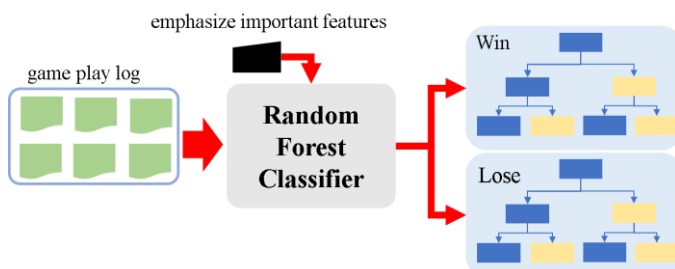 emphasize important features
game play log
Random
Forest
Classifier
Win
Lose